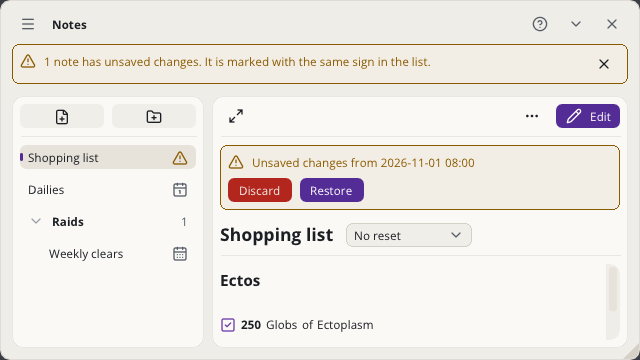 Notes
1 note has unsaved changes. It is marked with the same sign in the list.
Edit
Shopping list
Dailies
Raids 1
Weekly clears
Unsaved changes from 2026-11-01 08:00
Discard Restore
Shopping list No reset
Ectos
250 Globs of Ectoplasm